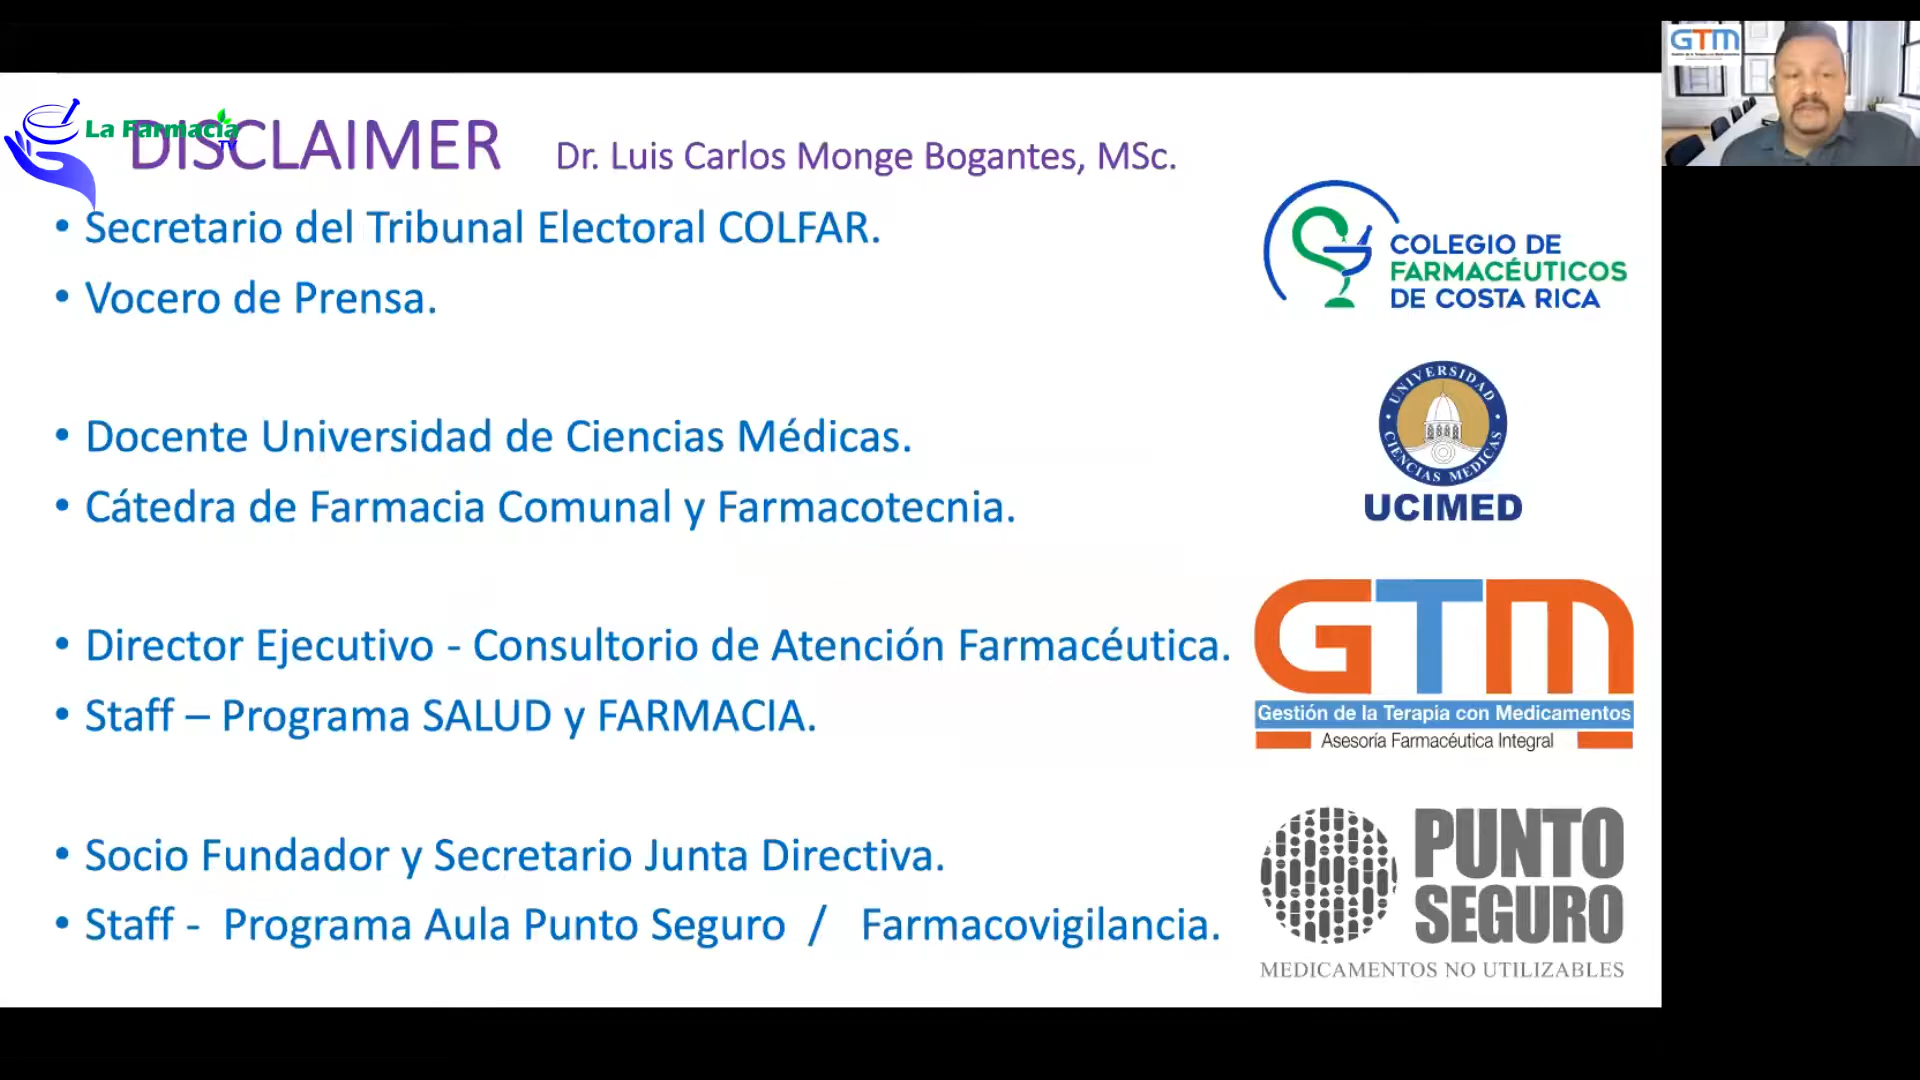 La Farmacia
TV
DISCLAIMER Dr. Luis Carlos Monge Bogantes, MSc.
• Secretario del Tribunal Electoral COLFAR.
• Vocero de Prensa.
COLEGIO DE
FARMACÉUTICOS
DE COSTA RICA
• Docente Universidad de Ciencias Médicas.
• Cátedra de Farmacia Comunal y Farmacotecnia.
UNIVERSIDAD
CIENCIAS MEDICAS
UCIMED
• Director Ejecutivo - Consultorio de Atención Farmacéutica.
• Staff – Programa SALUD y FARMACIA.
GTM
Gestión de la Terapia con Medicamentos
Asesoría Farmacéutica Integral
• Socio Fundador y Secretario Junta Directiva.
• Staff - Programa Aula Punto Seguro / Farmacovigilancia.
PUNTO
SEGURO
MEDICAMENTOS NO UTILIZABLES
GTM